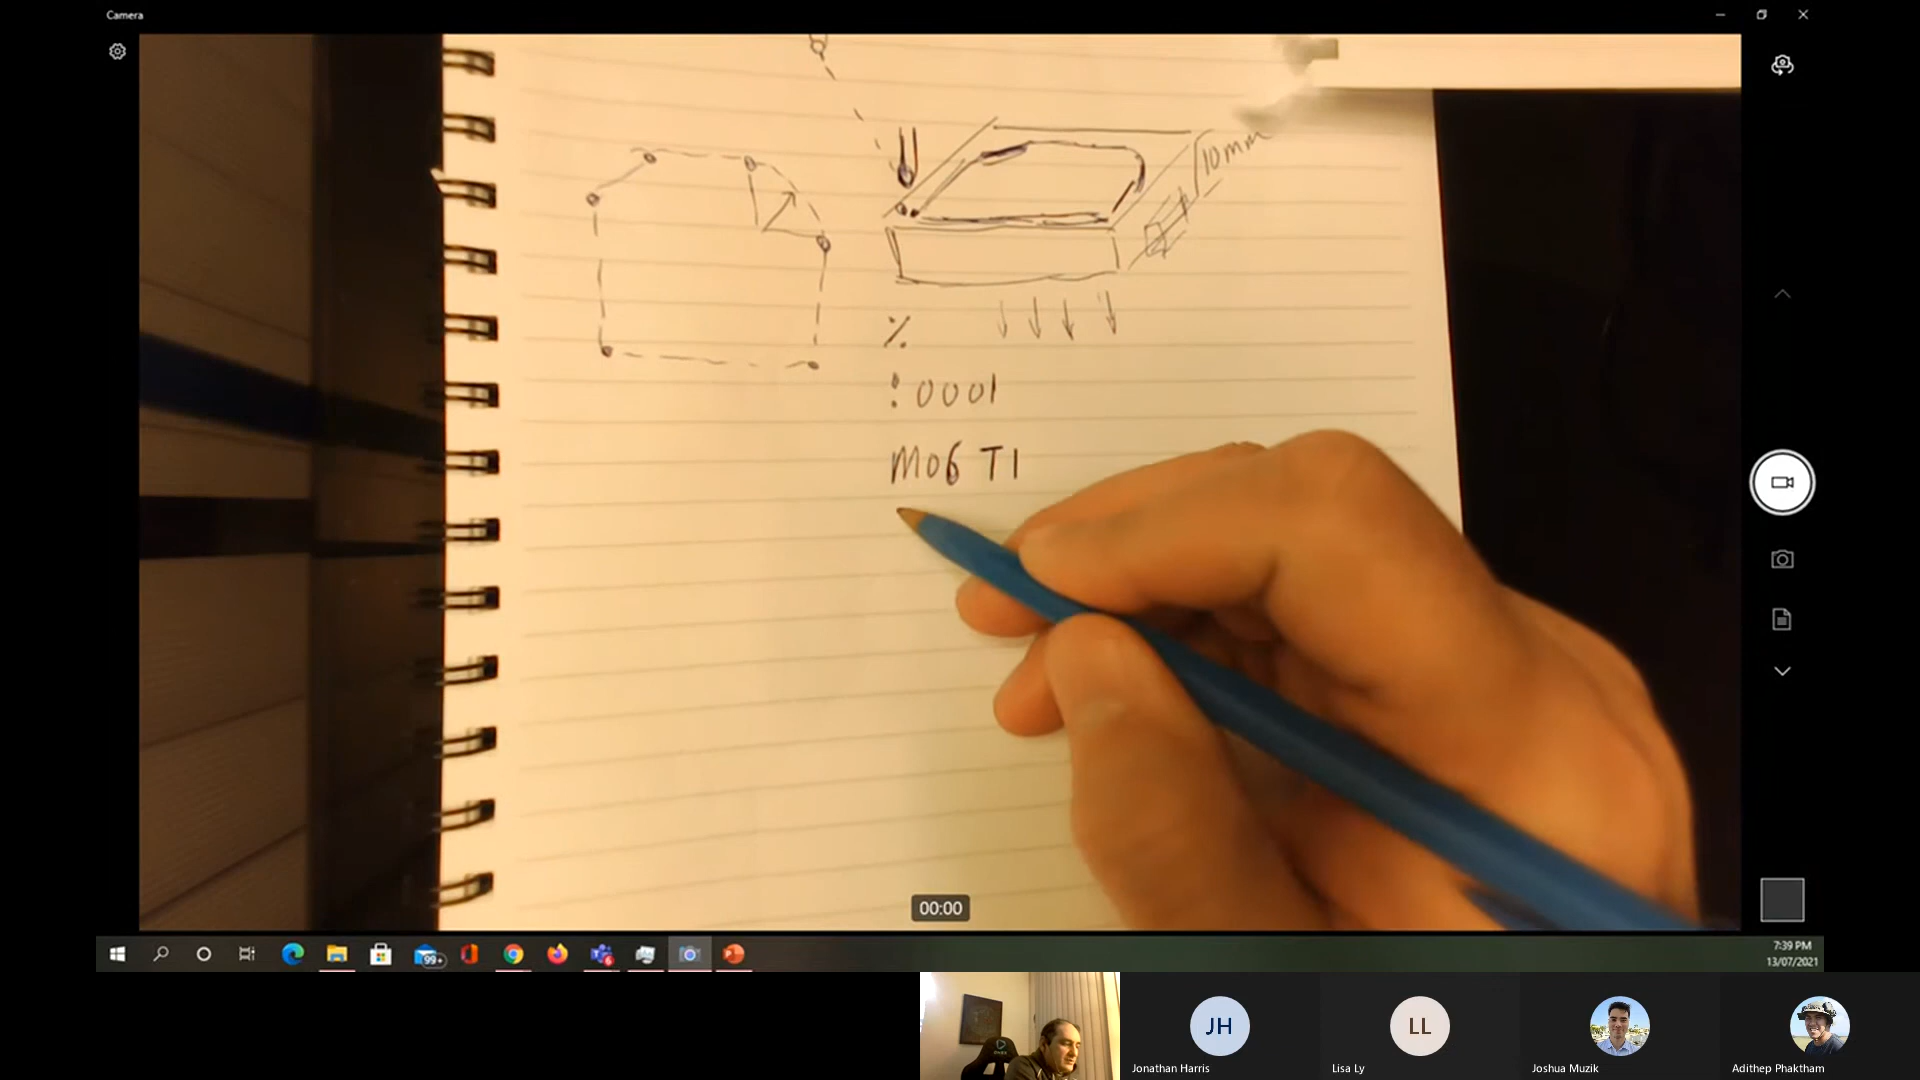 Camera
10mm
%
:0001
M06 T1
00:00
99+
7:39 PM
13/07/2021
JH
LL
Jonathan Harris
Lisa Ly
Joshua Muzik
Adithep Phaktham